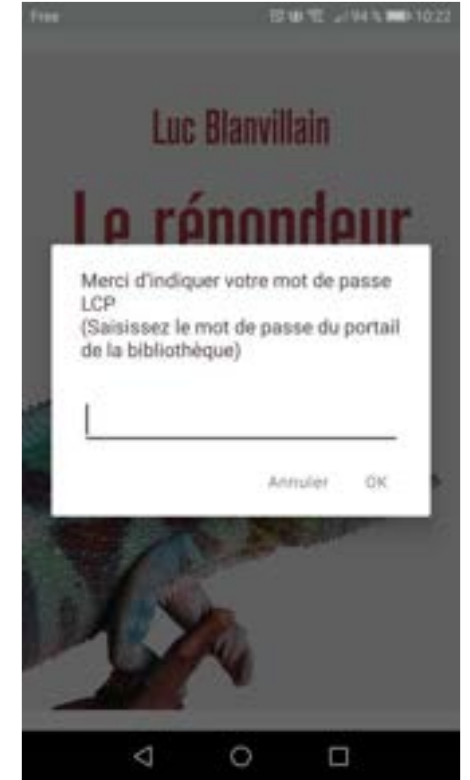 Free 94 % 10:22
Luc Blanvillain
Le répondeur
Merci d'indiquer votre mot de passe
LCP
(Saisissez le mot de passe du portail
de la bibliothèque)
Annuler OK